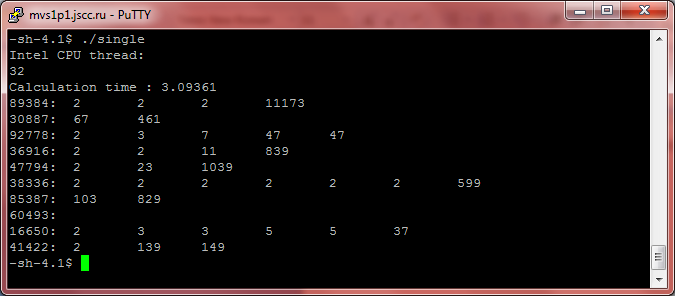 mvs1p1.jscc.ru - PuTTY
-sh-4.1$ ./single
Intel CPU thread:
32
Calculation time : 3.09361
89384: 2 2 2 11173
30887: 67 461
92778: 2 3 7 47 47
36916: 2 2 11 839
47794: 2 23 1039
38336: 2 2 2 2 2 2 599
85387: 103 829
60493:
16650: 2 3 3 5 5 37
41422: 2 139 149
-sh-4.1$